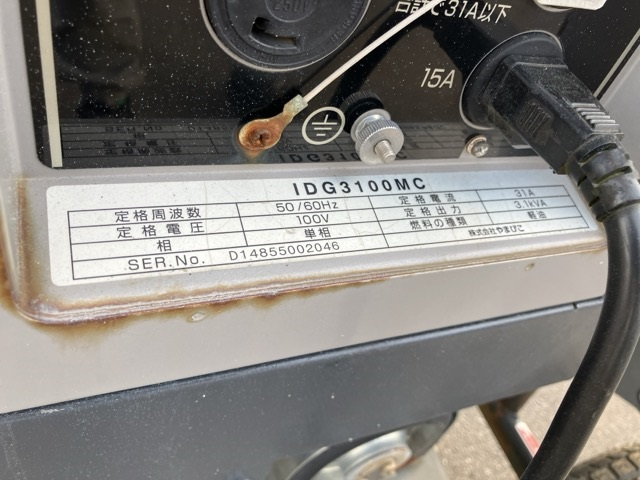 250V
合計で31A以下
15A
IDG3100MC
定格周波数 50/60Hz 定格電流 31A
定格電圧 100V 定格出力 3.1kVA
相 単相 燃料の種類 軽油
SER.No. D14855002046 株式会社やまびこ